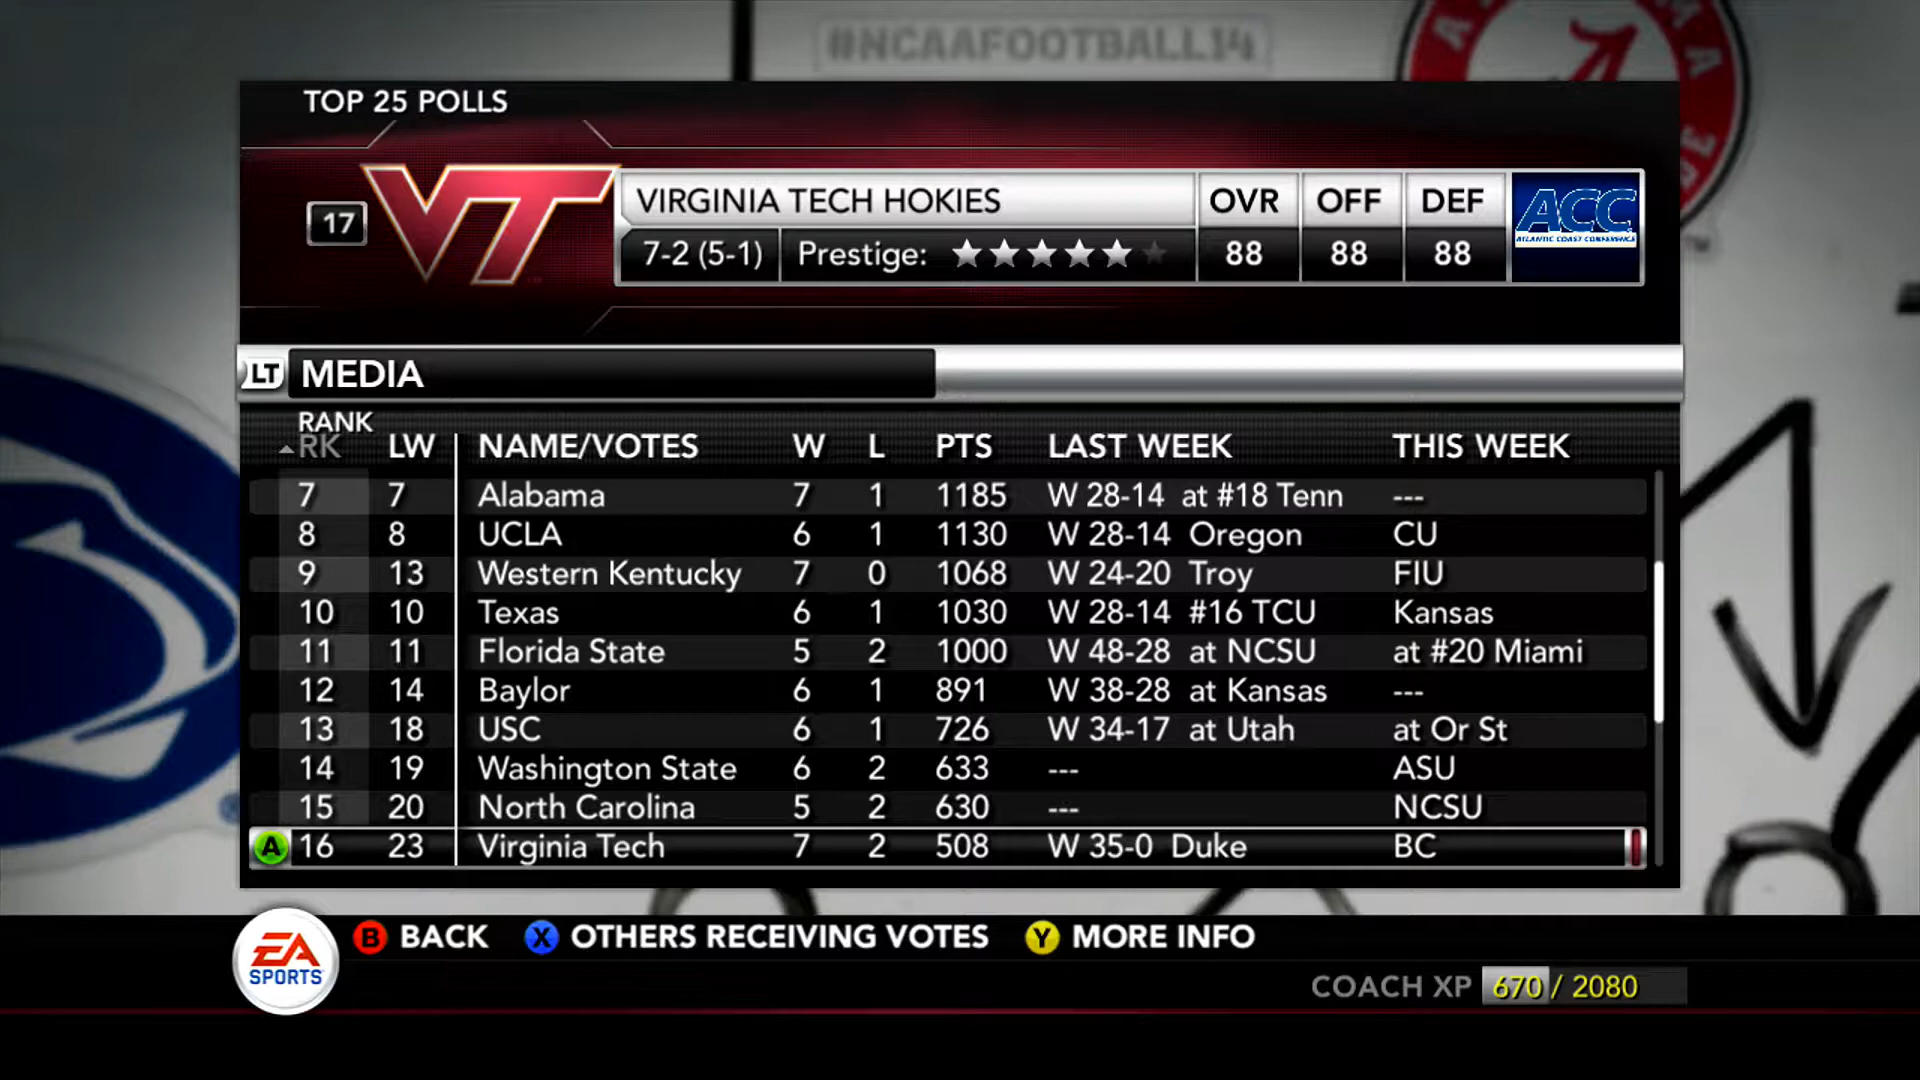 #NCAAFOOTBALL14
TOP 25 POLLS
17
VT
VIRGINIA TECH HOKIES OVR OFF DEF
7-2 (5-1) Prestige: 88 88 88
ACC
ATLANTIC COAST CONFERENCE
LT MEDIA
RANK
RK LW NAME/VOTES W L PTS LAST WEEK THIS WEEK
7 7 Alabama 7 1 1185 W 28-14 at #18 Tenn ---
8 8 UCLA 6 1 1130 W 28-14 Oregon CU
9 13 Western Kentucky 7 0 1068 W 24-20 Troy FIU
10 10 Texas 6 1 1030 W 28-14 #16 TCU Kansas
11 11 Florida State 5 2 1000 W 48-28 at NCSU at #20 Miami
12 14 Baylor 6 1 891 W 38-28 at Kansas ---
13 18 USC 6 1 726 W 34-17 at Utah at Or St
14 19 Washington State 6 2 633 --- ASU
15 20 North Carolina 5 2 630 --- NCSU
A 16 23 Virginia Tech 7 2 508 W 35-0 Duke BC
EA
SPORTS
B BACK X OTHERS RECEIVING VOTES Y MORE INFO
COACH XP 670 / 2080